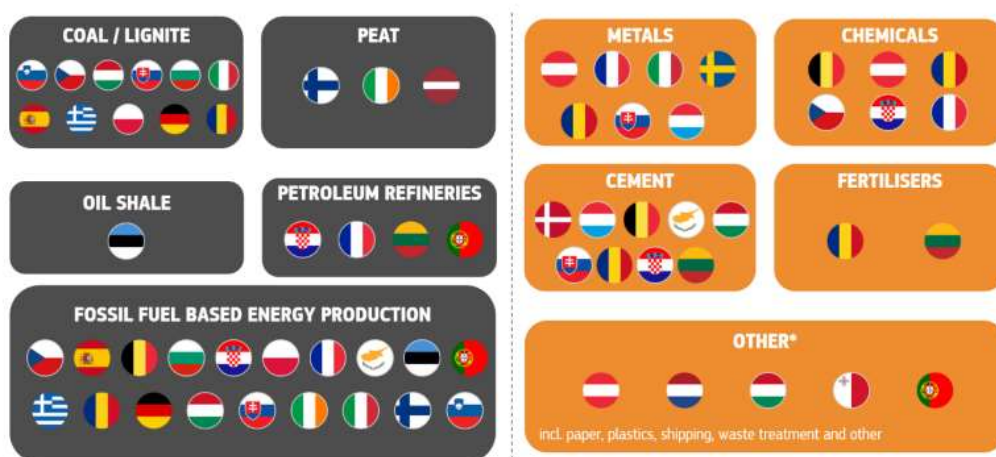 COAL / LIGNITE
PEAT
OIL SHALE
PETROLEUM REFINERIES
FOSSIL FUEL BASED ENERGY PRODUCTION
METALS
CHEMICALS
CEMENT
FERTILISERS
OTHER*
incl. paper, plastics, shipping, waste treatment and other